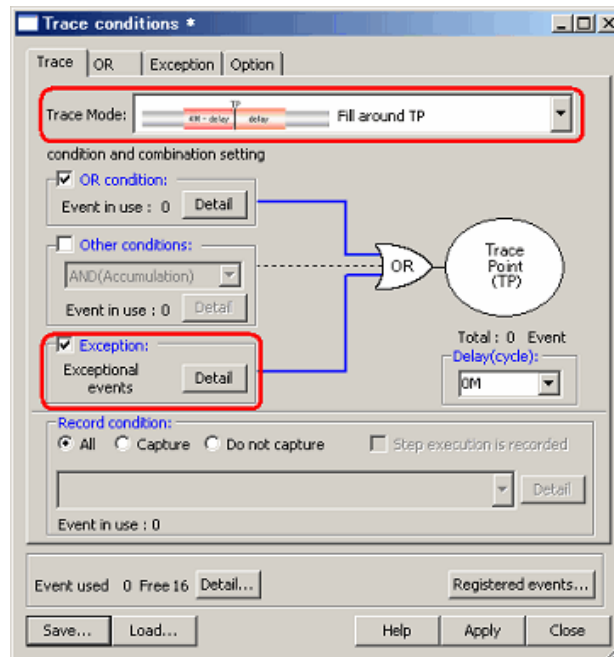 Trace conditions *
Trace OR Exception Option
Trace Mode: TP 4M - delay delay Fill around TP
condition and combination setting
OR condition:
Event in use : 0 Detail
Other conditions:
AND(Accumulation)
Event in use : 0 Detail
OR
Trace
Point
(TP)
Exception:
Exceptional
events
Detail
Total : 0 Event
Delay(cycle):
0M
Record condition:
All Capture Do not capture Step execution is recorded
Detail
Event in use : 0
Event used 0 Free 16 Detail... Registered events...
Save... Load... Help Apply Close